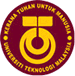 KERANA TUHAN UNTUK MANUSIA
UNIVERSITI TEKNOLOGI MALAYSIA